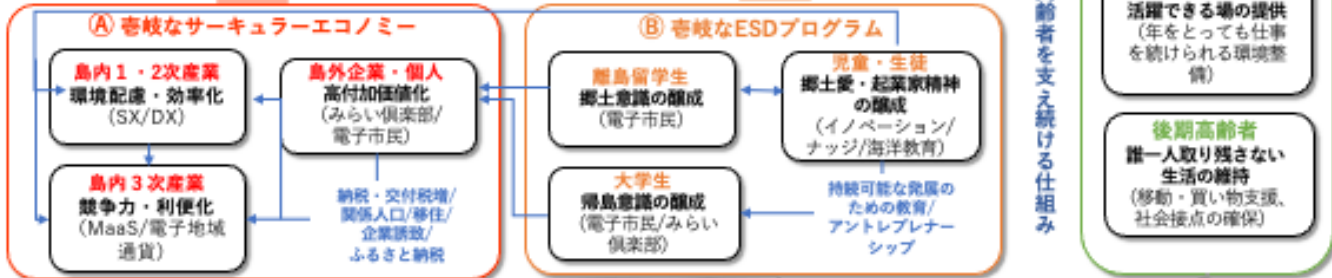 Ⓐ 壱岐なサーキュラーエコノミー
島内1・2次産業
環境配慮・効率化
(SX/DX)
島外企業・個人
高付加価値化
(みらい倶楽部/
電子市民)
島内3次産業
競争力・利便化
(MaaS/電子地域
通貨)
納税・交付税増/
関係人口/移住/
企業誘致/
ふるさと納税
Ⓑ 壱岐なESDプログラム
離島留学生
郷土意識の醸成
(電子市民)
児童・生徒
郷土愛・起業家精神
の醸成
(イノベーション/
ナッジ/海洋教育)
大学生
帰島意識の醸成
(電子市民/みらい
倶楽部)
持続可能な発展の
ための教育/
アントレプレナー
シップ
齢者を支え続ける仕組み
活躍できる場の提供
(年をとっても仕事
を続けられる環境整
備)
後期高齢者
誰一人取り残さない
生活の維持
(移動・買い物支援、
社会接点の確保)